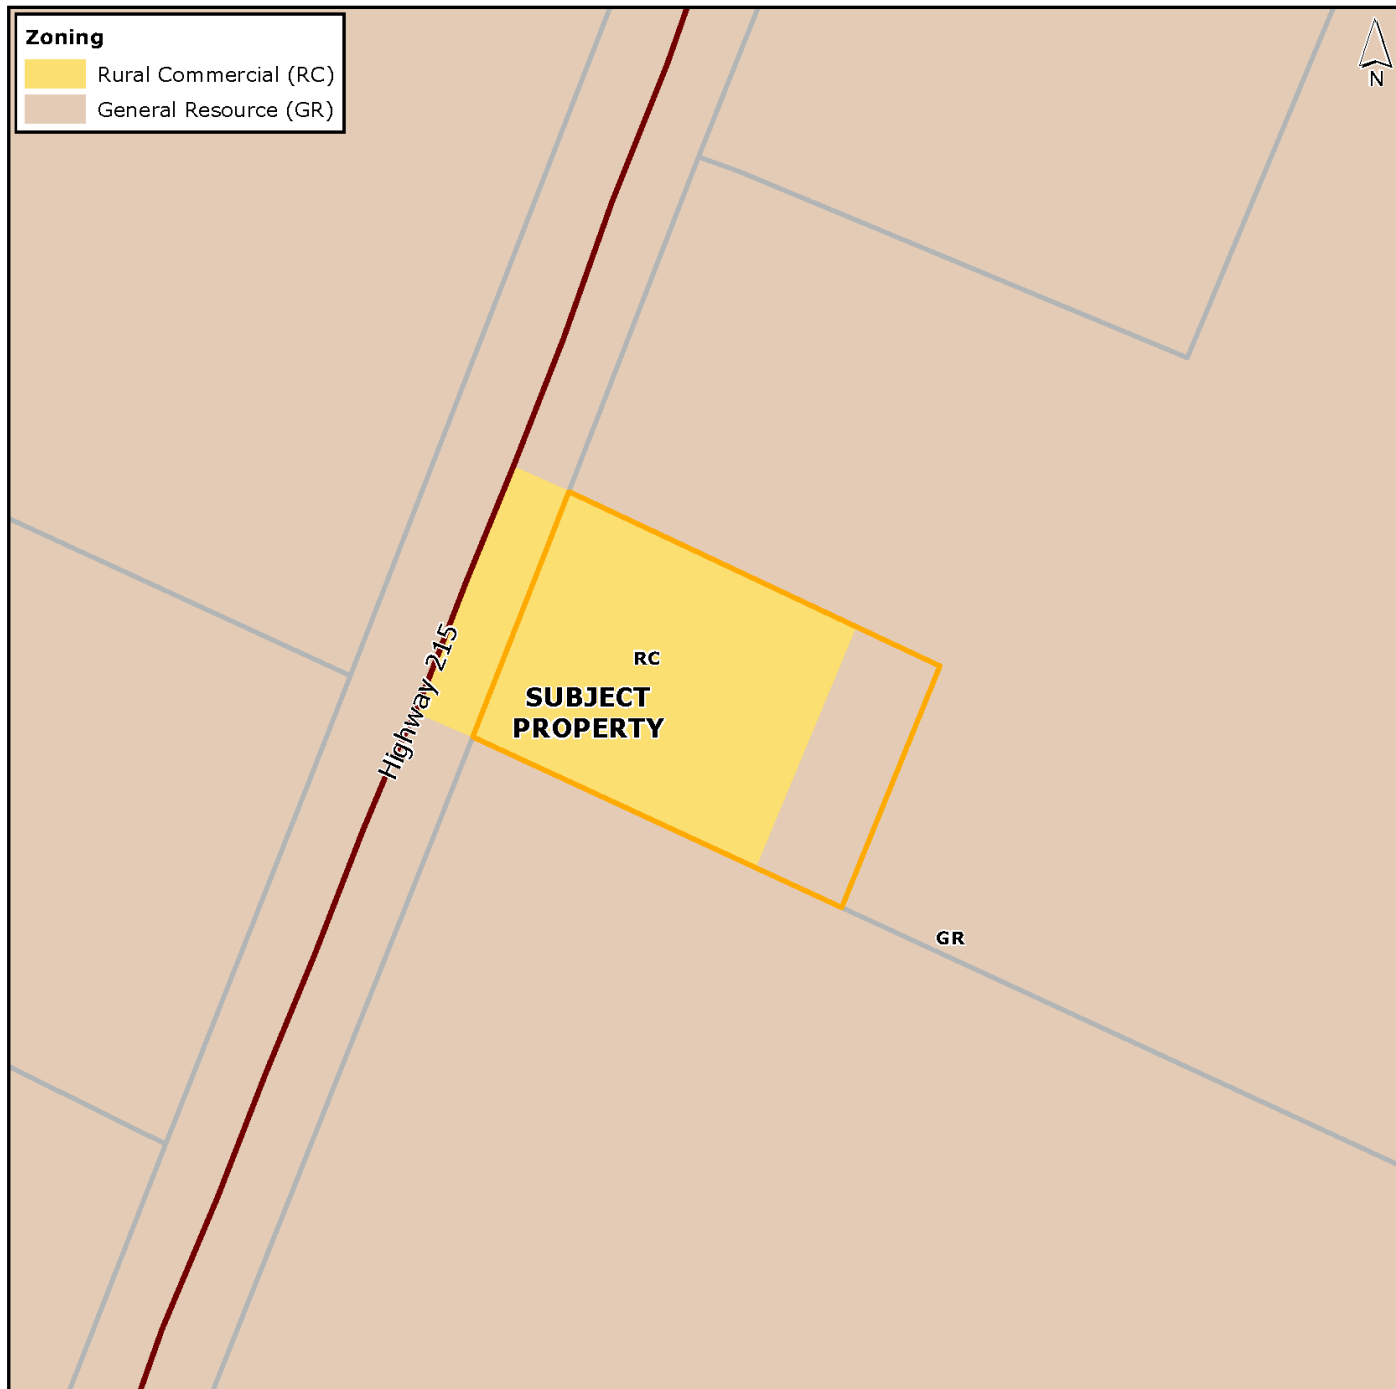 Zoning
Rural Commercial (RC)
General Resource (GR)
N
Highway 215
RC
SUBJECT
PROPERTY
GR